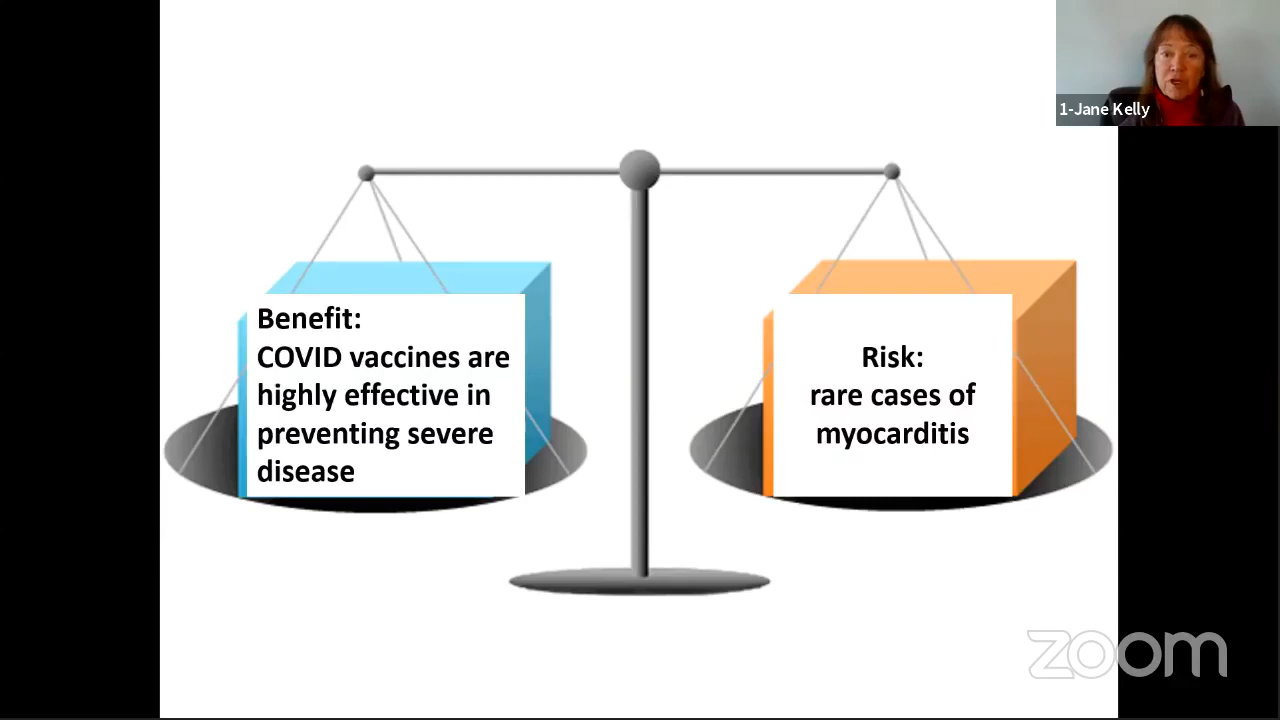 1-Jane Kelly
Benefit:
COVID vaccines are
highly effective in
preventing severe
disease
Risk:
rare cases of
myocarditis
zoom